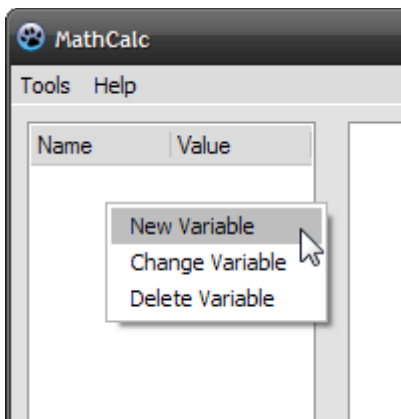 MathCalc
Tools Help
Name Value
New Variable
Change Variable
Delete Variable